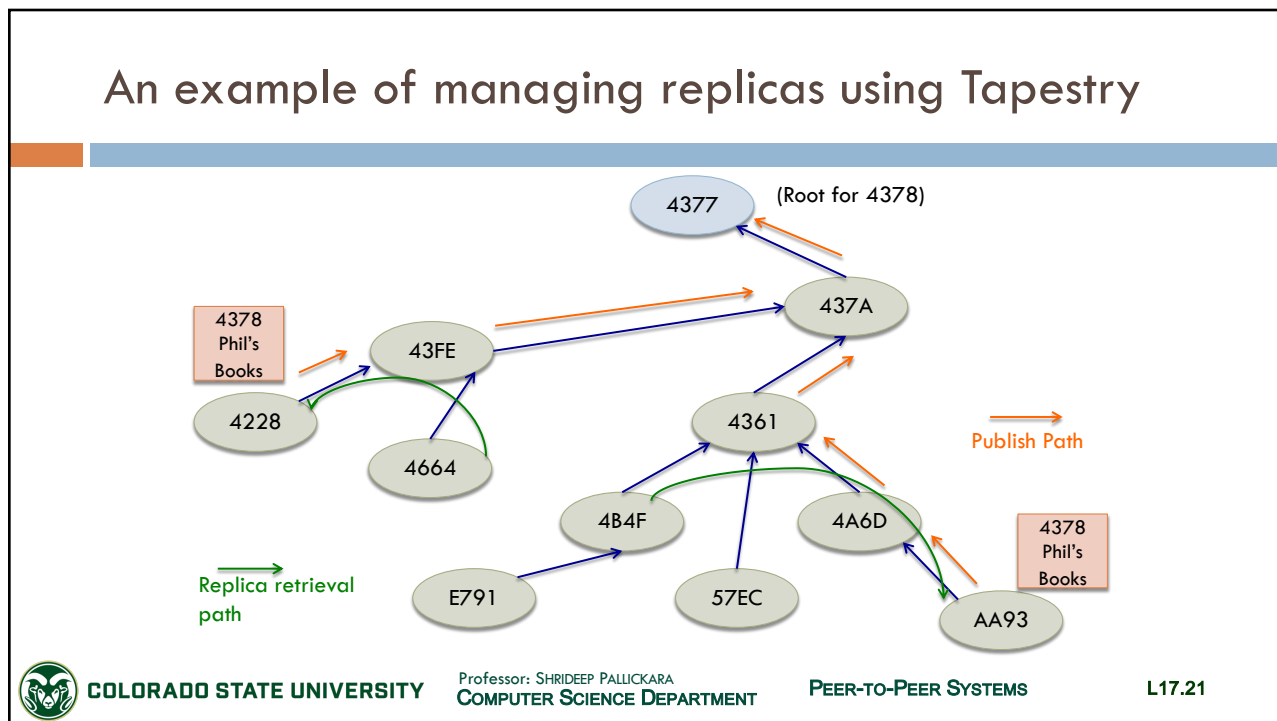 An example of managing replicas using Tapestry
4377
(Root for 4378)
437A
4378
Phil's
Books
43FE
4228
4361
4664
Publish Path
4B4F
4A6D
4378
Phil's
Books
Replica retrieval
path
E791
57EC
AA93
COLORADO STATE UNIVERSITY
Professor: SHRIDEEP PALLICKARA
COMPUTER SCIENCE DEPARTMENT
PEER-TO-PEER SYSTEMS
L17.21